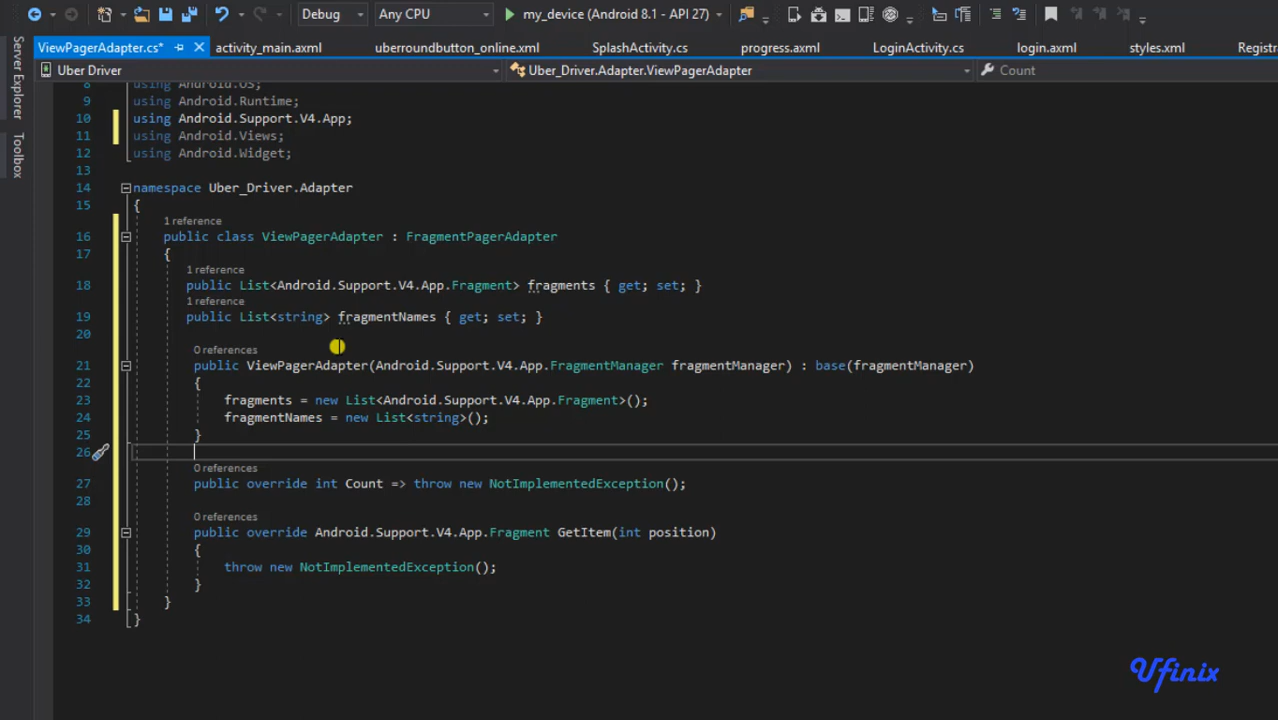 Debug Any CPU my_device (Android 8.1 - API 27)
ViewPagerAdapter.cs* activity_main.axml uberroundbutton_online.xml SplashActivity.cs progress.axml LoginActivity.cs login.axml styles.xml Registr
Uber Driver Uber_Driver.Adapter.ViewPagerAdapter Count
Server Explorer
Toolbox
8 using Android.OS;
9 using Android.Runtime;
10 using Android.Support.V4.App;
11 using Android.Views;
12 using Android.Widget;
13
14 namespace Uber_Driver.Adapter
15 {
1 reference
16 public class ViewPagerAdapter : FragmentPagerAdapter
17 {
1 reference
18 public List<Android.Support.V4.App.Fragment> fragments { get; set; }
1 reference
19 public List<string> fragmentNames { get; set; }
20
0 references
21 public ViewPagerAdapter(Android.Support.V4.App.FragmentManager fragmentManager) : base(fragmentManager)
22 {
23 fragments = new List<Android.Support.V4.App.Fragment>();
24 fragmentNames = new List<string>();
25 }
26
0 references
27 public override int Count => throw new NotImplementedException();
28
0 references
29 public override Android.Support.V4.App.Fragment GetItem(int position)
30 {
31 throw new NotImplementedException();
32 }
33 }
34 }
Ufinix